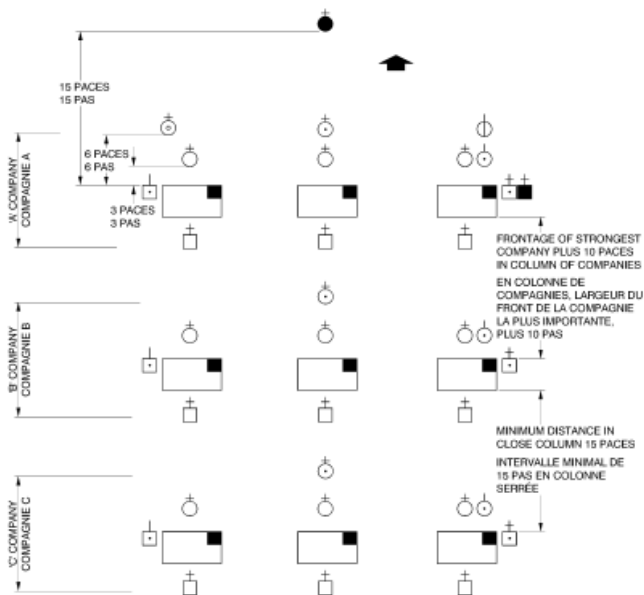 15 PACES
15 PAS
6 PACES
6 PAS
3 PACES
3 PAS
'A' COMPANY
COMPAGNIE A
FRONTAGE OF STRONGEST
COMPANY PLUS 10 PACES
IN COLUMN OF COMPANIES
EN COLONNE DE
COMPAGNIES, LARGEUR DU
FRONT DE LA COMPAGNIE
LA PLUS IMPORTANTE,
PLUS 10 PAS
'B' COMPANY
COMPAGNIE B
MINIMUM DISTANCE IN
CLOSE COLUMN 15 PACES
INTERVALLE MINIMAL DE
15 PAS EN COLONNE
SERRÉE
'C' COMPANY
COMPAGNIE C